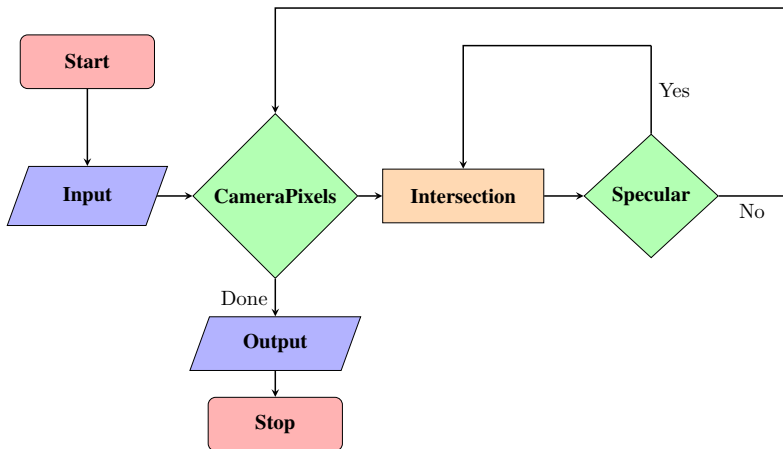 Start
Yes
Input
CameraPixels
Intersection
Specular
No
Done
Output
Stop